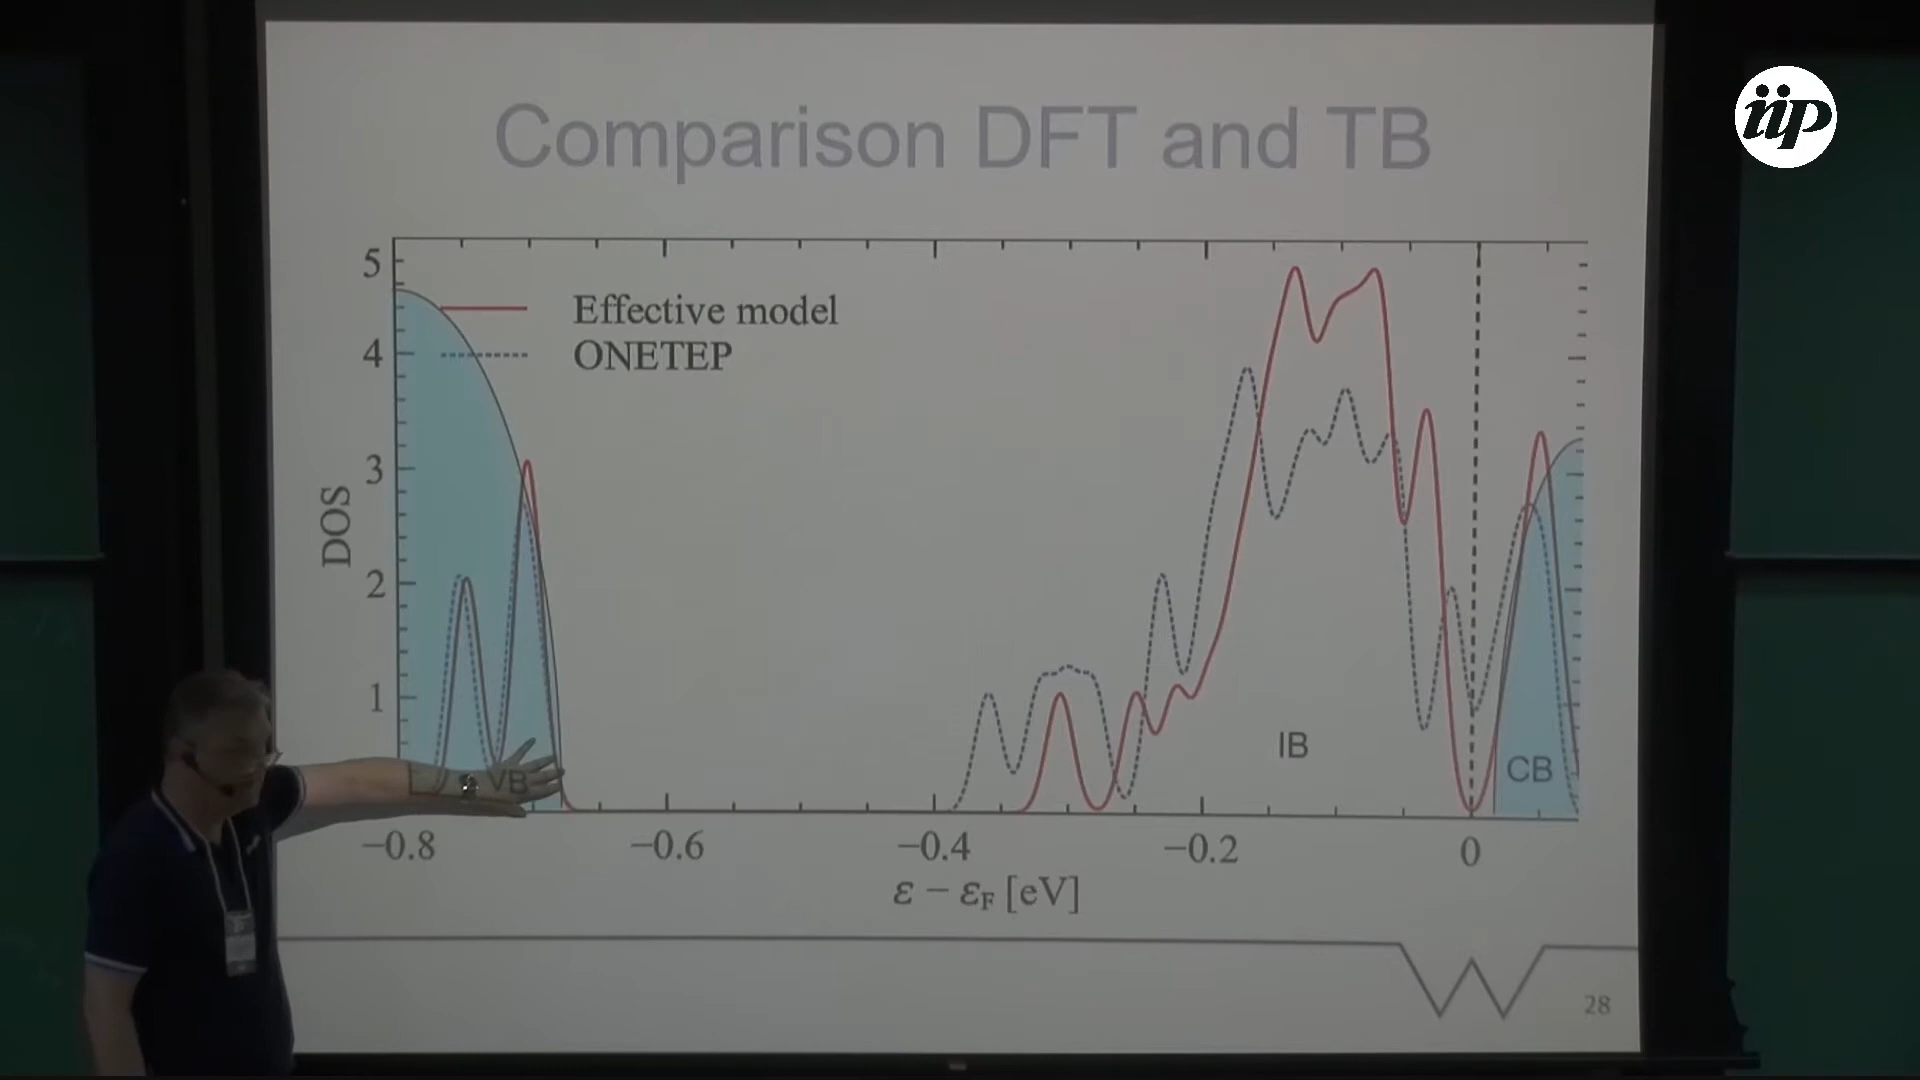 iip
Comparison DFT and TB
5
4
3
2
1
DOS
Effective model
ONETEP
VB
IB
CB
−0.8
−0.6
−0.4
−0.2
0
ε − εF [eV]
28